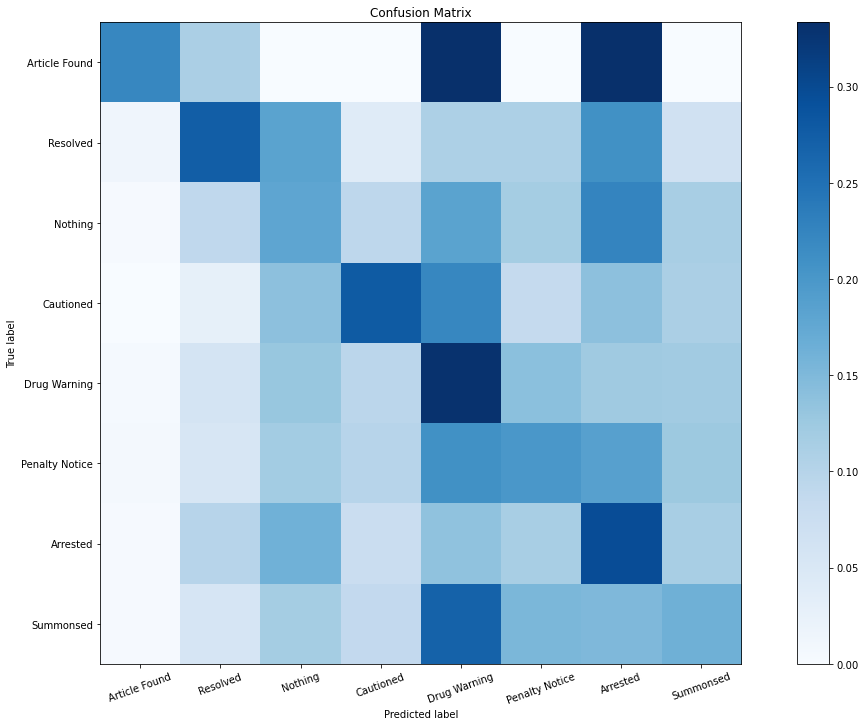 Confusion Matrix
Article Found
Resolved
Nothing
Cautioned
Drug Warning
Penalty Notice
Arrested
Summonsed
True label
Article Found
Resolved
Nothing
Cautioned
Drug Warning
Penalty Notice
Arrested
Summonsed
Predicted label
0.30
0.25
0.20
0.15
0.10
0.05
0.00